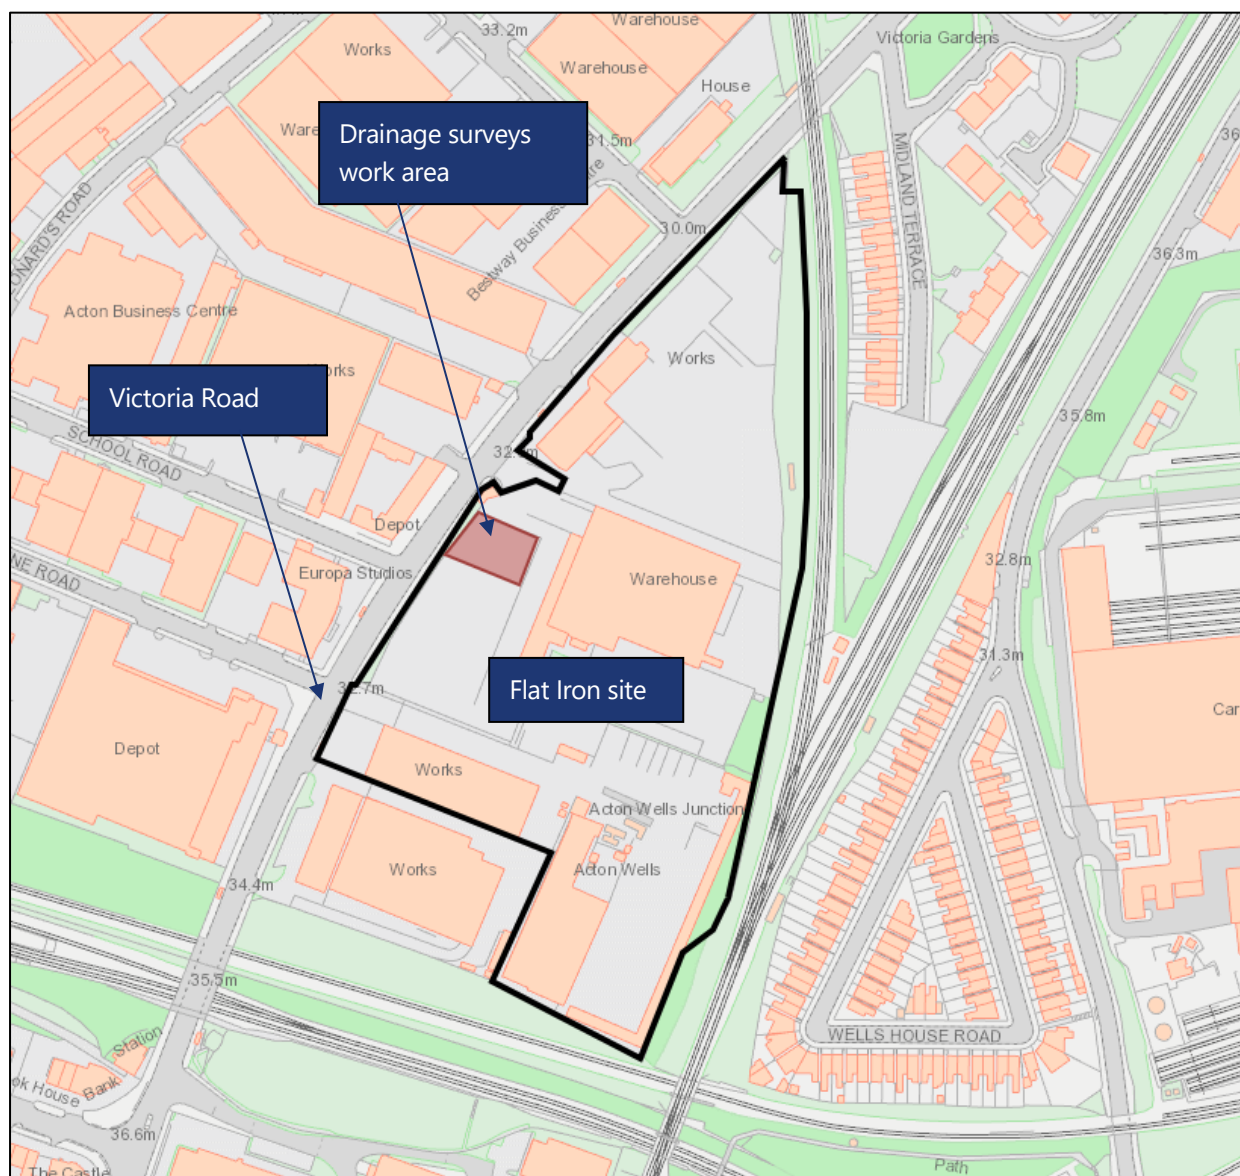 33.2m
Warehouse
Victoria Gardens
Works
Warehouse
House
Drainage surveys
work area
31.5m
MIDLAND TERRACE
30.0m
36.3m
Bestway Business
Acton Business Centre
Works
Victoria Road
35.8m
SCHOOL ROAD
Depot
Europa Studios
Warehouse
32.8m
31.3m
Flat Iron site
32.7m
Depot
Works
Acton Wells Junction
Works
Acton Wells
34.4m
35.5m
WELLS HOUSE ROAD
Station
House
Bank
36.6m
The Castle
Path